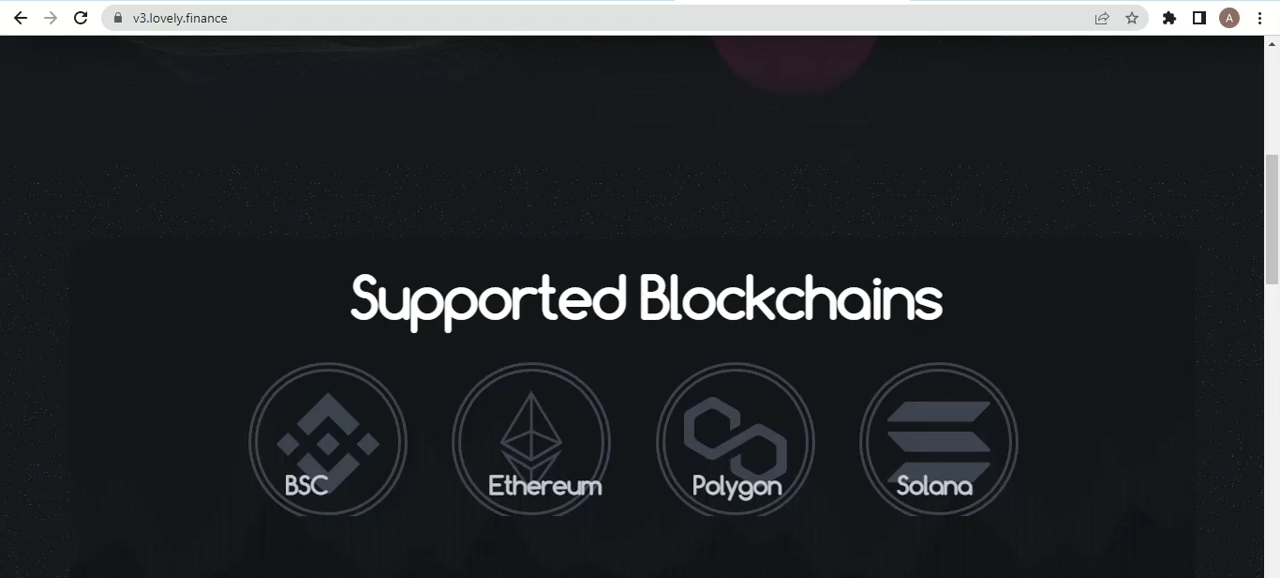 v3.lovely.finance
A
Supported Blockchains
BSC Ethereum Polygon Solana